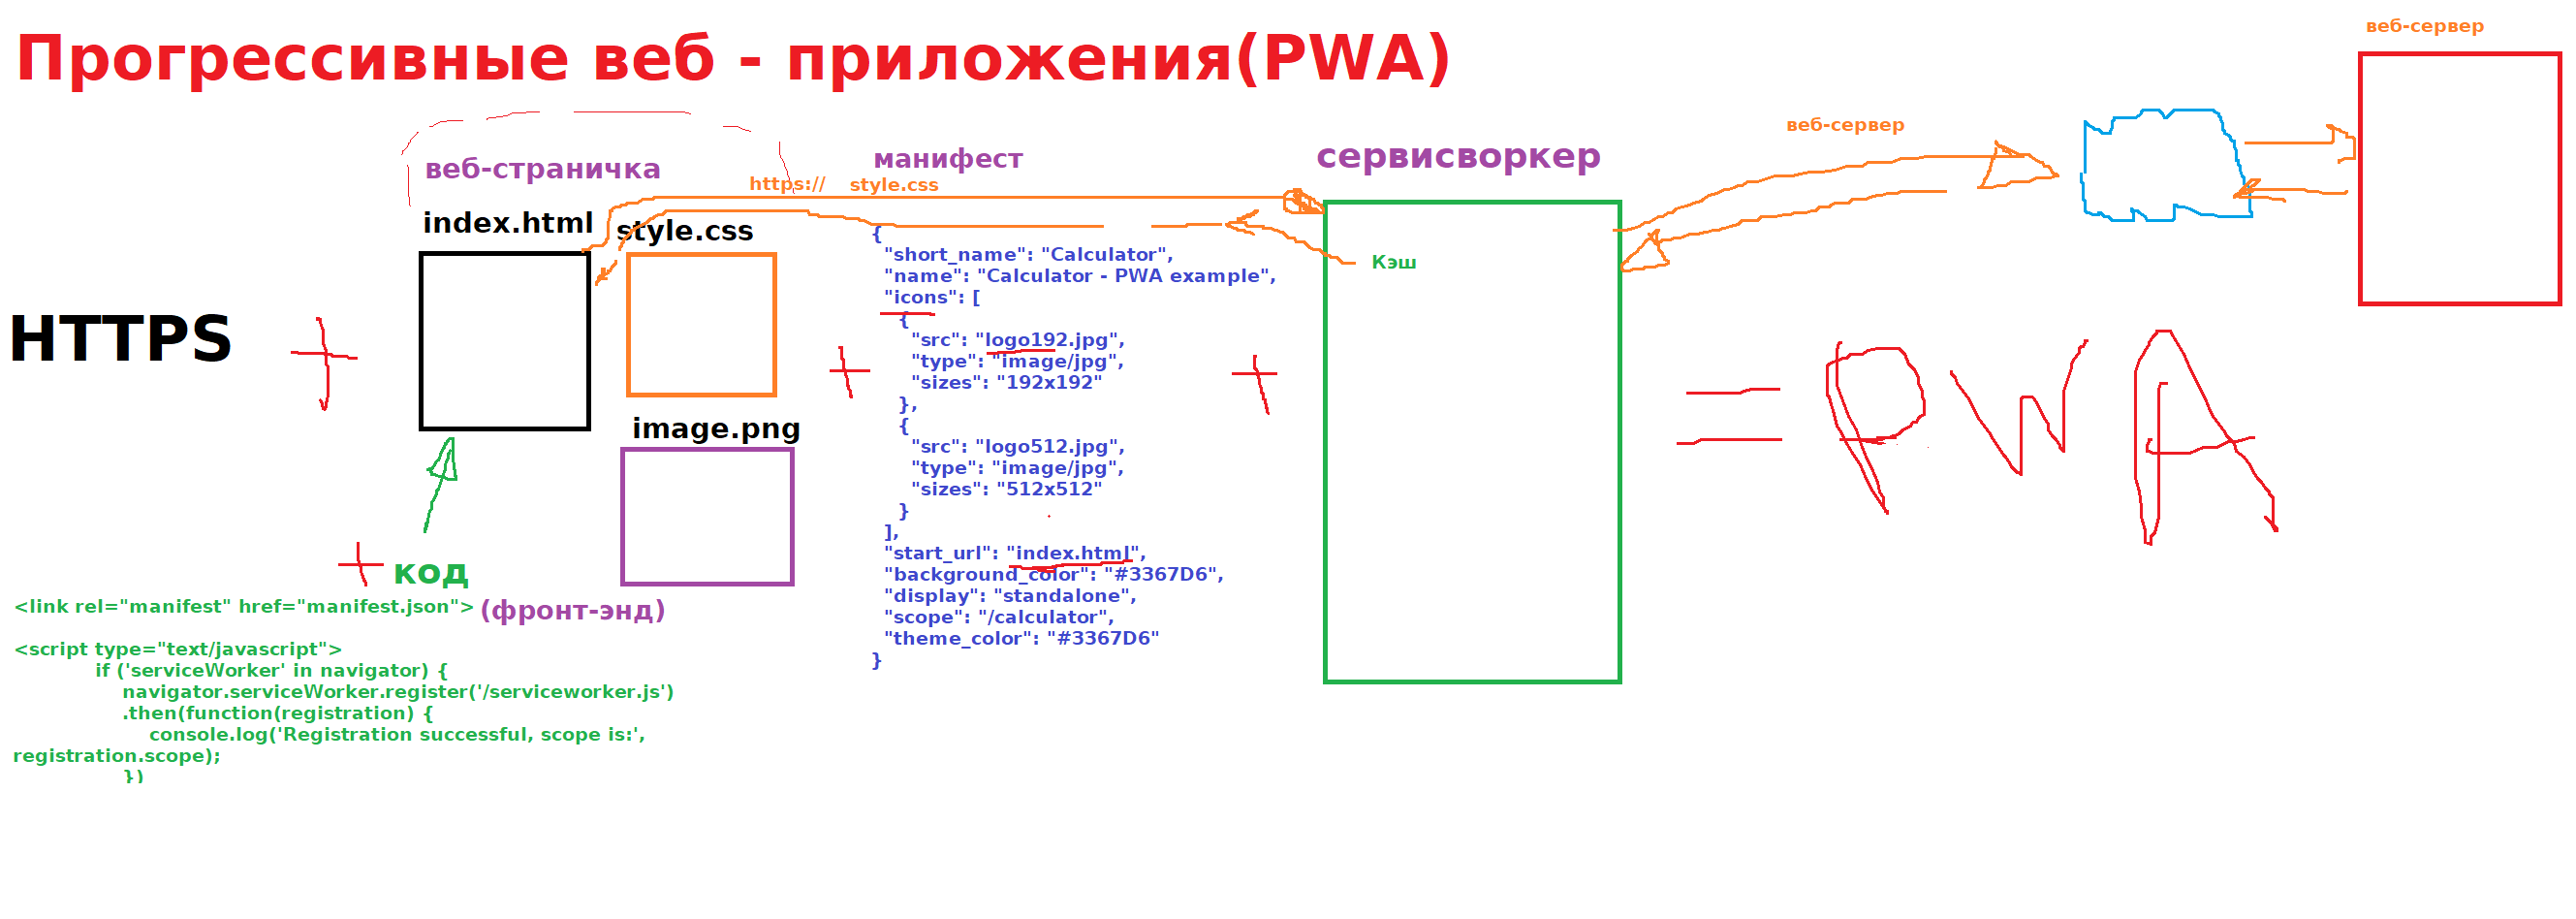 Прогрессивные веб - приложения(PWA)
веб-сервер
веб-сервер
веб-страничка
манифест
сервисворкер
https://    style.css
index.html
style.css
HTTPS
image.png
{
"short_name": "Calculator",
"name": "Calculator - PWA example",
"icons": [
{
"src": "logo192.jpg",
"type": "image/jpg",
"sizes": "192x192"
},
{
"src": "logo512.jpg",
"type": "image/jpg",
"sizes": "512x512"
}
],
"start_url": "index.html",
"background_color": "#3367D6",
"display": "standalone",
"scope": "/calculator",
"theme_color": "#3367D6"
}
Кэш
= PWA
+ код
<link rel="manifest" href="manifest.json"> (фронт-энд)
<script type="text/javascript">
if ('serviceWorker' in navigator) {
navigator.serviceWorker.register('/serviceworker.js')
.then(function(registration) {
console.log('Registration successful, scope is:',
registration.scope);
})